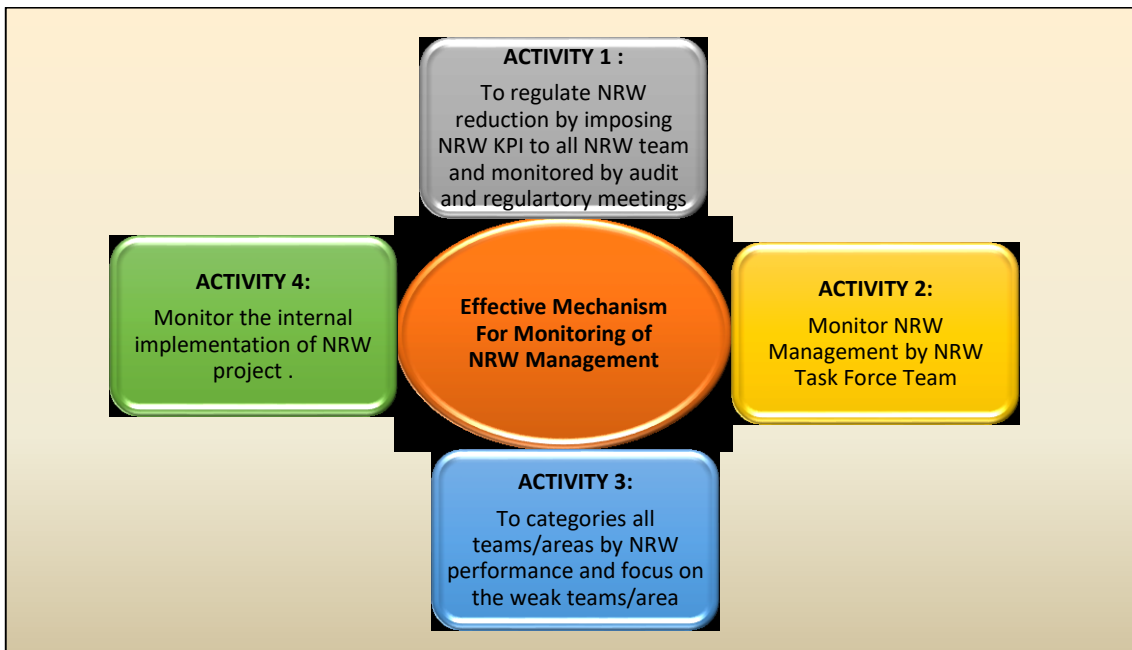 ACTIVITY 1 :
To regulate NRW
reduction by imposing
NRW KPI to all NRW team
and monitored by audit
and regulartory meetings
ACTIVITY 4:
Monitor the internal
implementation of NRW
project .
Effective Mechanism
For Monitoring of
NRW Management
ACTIVITY 2:
Monitor NRW
Management by NRW
Task Force Team
ACTIVITY 3:
To categories all
teams/areas by NRW
performance and focus on
the weak teams/area